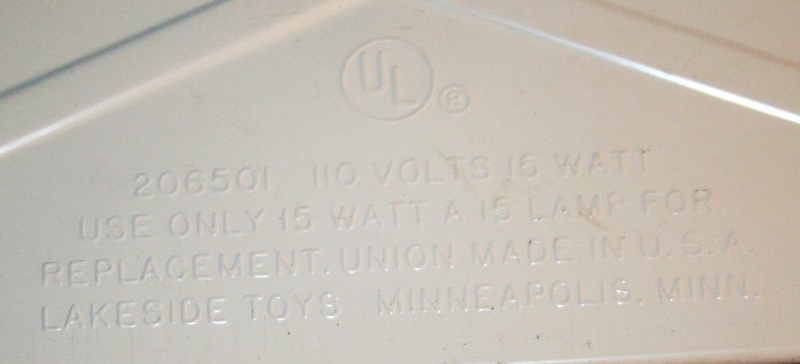 UL ®
206501 110 VOLTS 15 WATT
USE ONLY 15 WATT A 15 LAMP FOR
REPLACEMENT. UNION MADE IN U.S.A.
LAKESIDE TOYS MINNEAPOLIS, MINN.